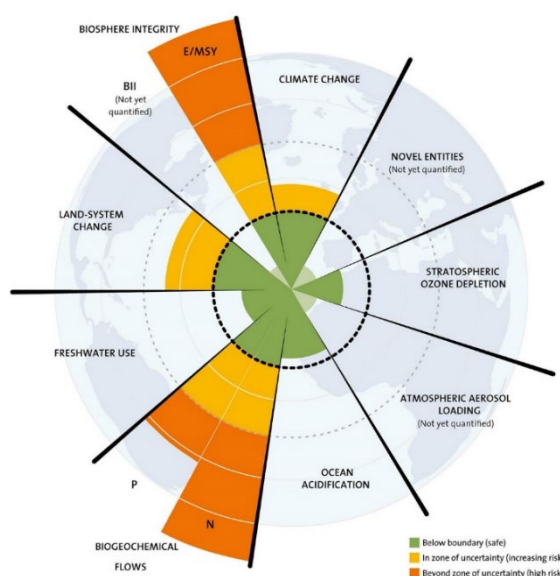 BIOSPHERE INTEGRITY
E/MSY
CLIMATE CHANGE
BII
(Not yet
quantified)
NOVEL ENTITIES
(Not yet quantified)
LAND-SYSTEM
CHANGE
STRATOSPHERIC
OZONE DEPLETION
FRESHWATER USE
ATMOSPHERIC AEROSOL
LOADING
(Not yet quantified)
P
OCEAN
ACIDIFICATION
N
BIOGEOCHEMICAL
FLOWS
Below boundary (safe)
In zone of uncertainty (increasing risk
Beyond zone of uncertainty (high risk